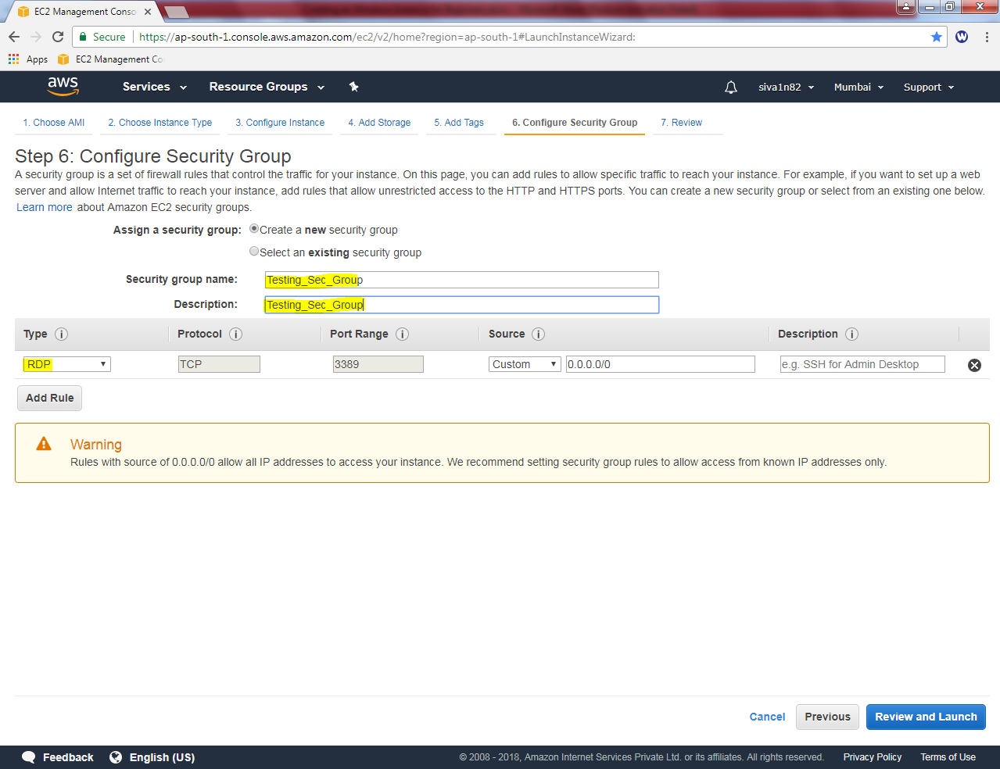 EC2 Management Conso
Secure
https://ap-south-1.console.aws.amazon.com/ec2/v2/home?region=ap-south-1#LaunchInstanceWizard:
W
Apps
EC2 Management Co
aws
Services
Resource Groups
siva1n82
Mumbai
Support
1. Choose AMI
2. Choose Instance Type
3. Configure Instance
4. Add Storage
5. Add Tags
6. Configure Security Group
7. Review
Step 6: Configure Security Group
A security group is a set of firewall rules that control the traffic for your instance. On this page, you can add rules to allow specific traffic to reach your instance. For example, if you want to set up a web
server and allow Internet traffic to reach your instance, add rules that allow unrestricted access to the HTTP and HTTPS ports. You can create a new security group or select from an existing one below.
Learn more about Amazon EC2 security groups.
Assign a security group: Create a new security group
Select an existing security group
Security group name: Testing_Sec_Group
Description: Testing_Sec_Group
Type i Protocol i Port Range i Source i Description i
RDP TCP 3389 Custom 0.0.0.0/0 e.g. SSH for Admin Desktop
Add Rule
Warning
Rules with source of 0.0.0.0/0 allow all IP addresses to access your instance. We recommend setting security group rules to allow access from known IP addresses only.
Cancel
Previous
Review and Launch
Feedback
English (US)
© 2008 - 2018, Amazon Internet Services Private Ltd. or its affiliates. All rights reserved.
Privacy Policy
Terms of Use